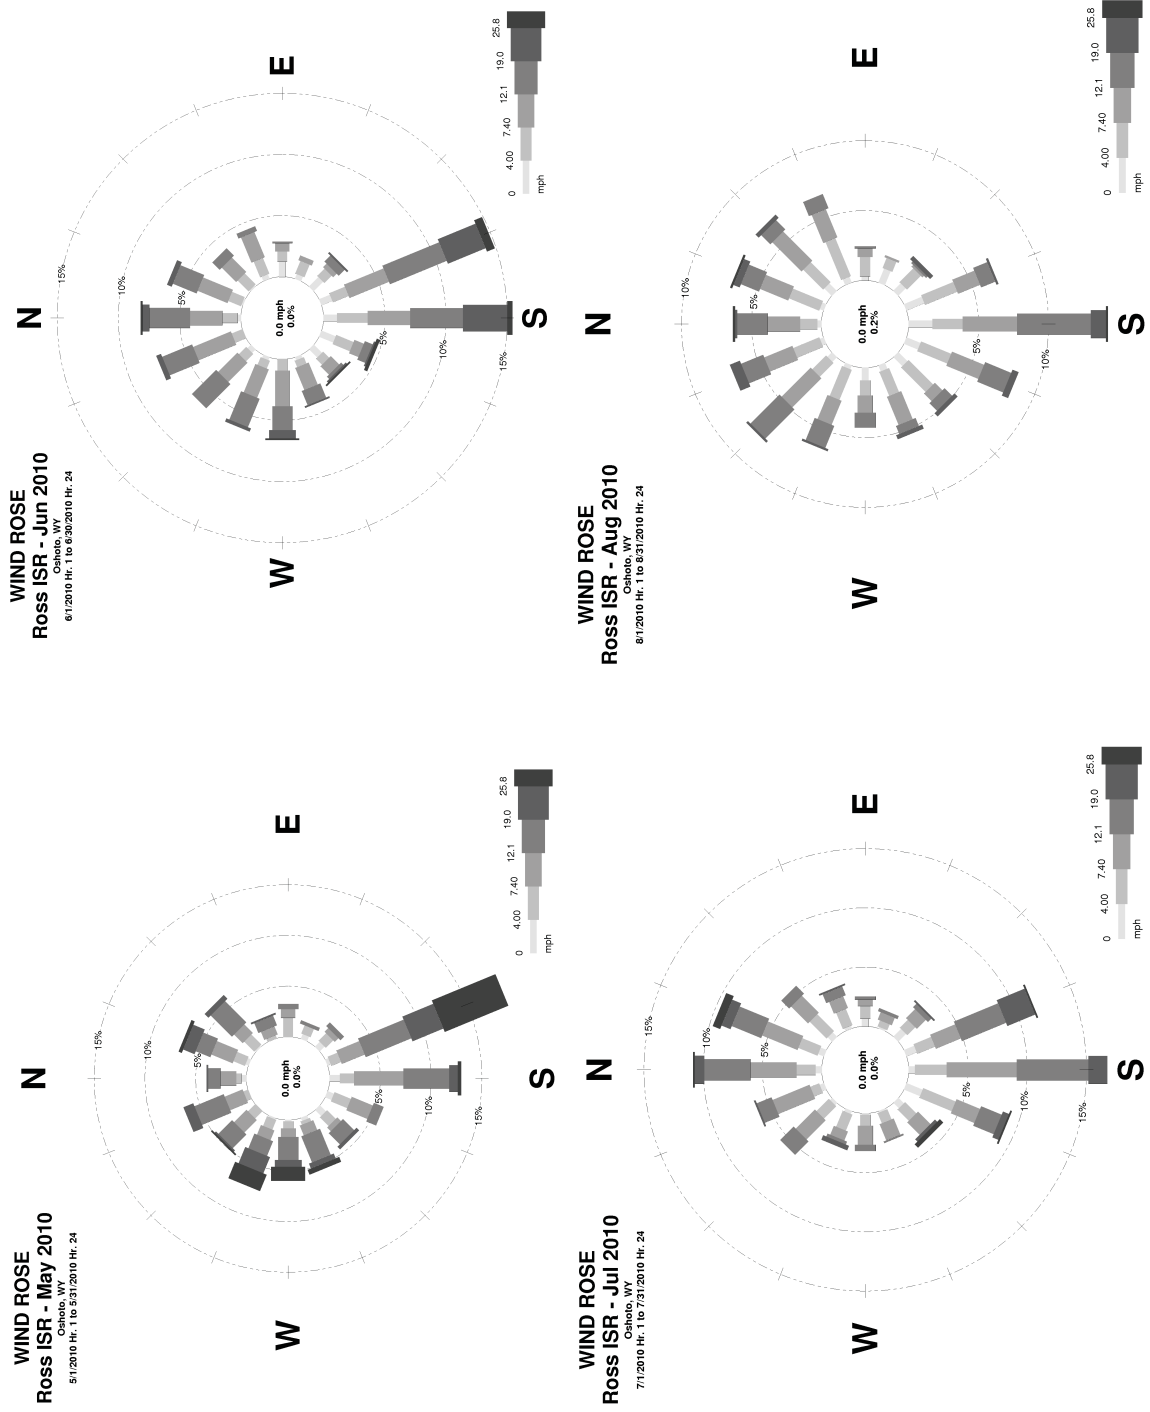 WIND ROSE
Ross ISR - Jun 2010
Oshoto, WY
6/1/2010 Hr. 1 to 6/30/2010 Hr. 24
N
E
S
W
15%
10%
5%
5%
10%
15%
0.0 mph
0.0%
0
4.00
7.40
12.1
19.0
25.8
mph
WIND ROSE
Ross ISR - Aug 2010
Oshoto, WY
8/1/2010 Hr. 1 to 8/31/2010 Hr. 24
N
E
S
W
10%
5%
5%
10%
0.0 mph
0.2%
0
4.00
7.40
12.1
19.0
25.8
mph
WIND ROSE
Ross ISR - May 2010
Oshoto, WY
5/1/2010 Hr. 1 to 5/31/2010 Hr. 24
N
E
S
W
15%
10%
5%
5%
10%
15%
0.0 mph
0.0%
0
4.00
7.40
12.1
19.0
25.8
mph
WIND ROSE
Ross ISR - Jul 2010
Oshoto, WY
7/1/2010 Hr. 1 to 7/31/2010 Hr. 24
N
E
S
W
15%
10%
5%
5%
10%
15%
0.0 mph
0.0%
0
4.00
7.40
12.1
19.0
25.8
mph